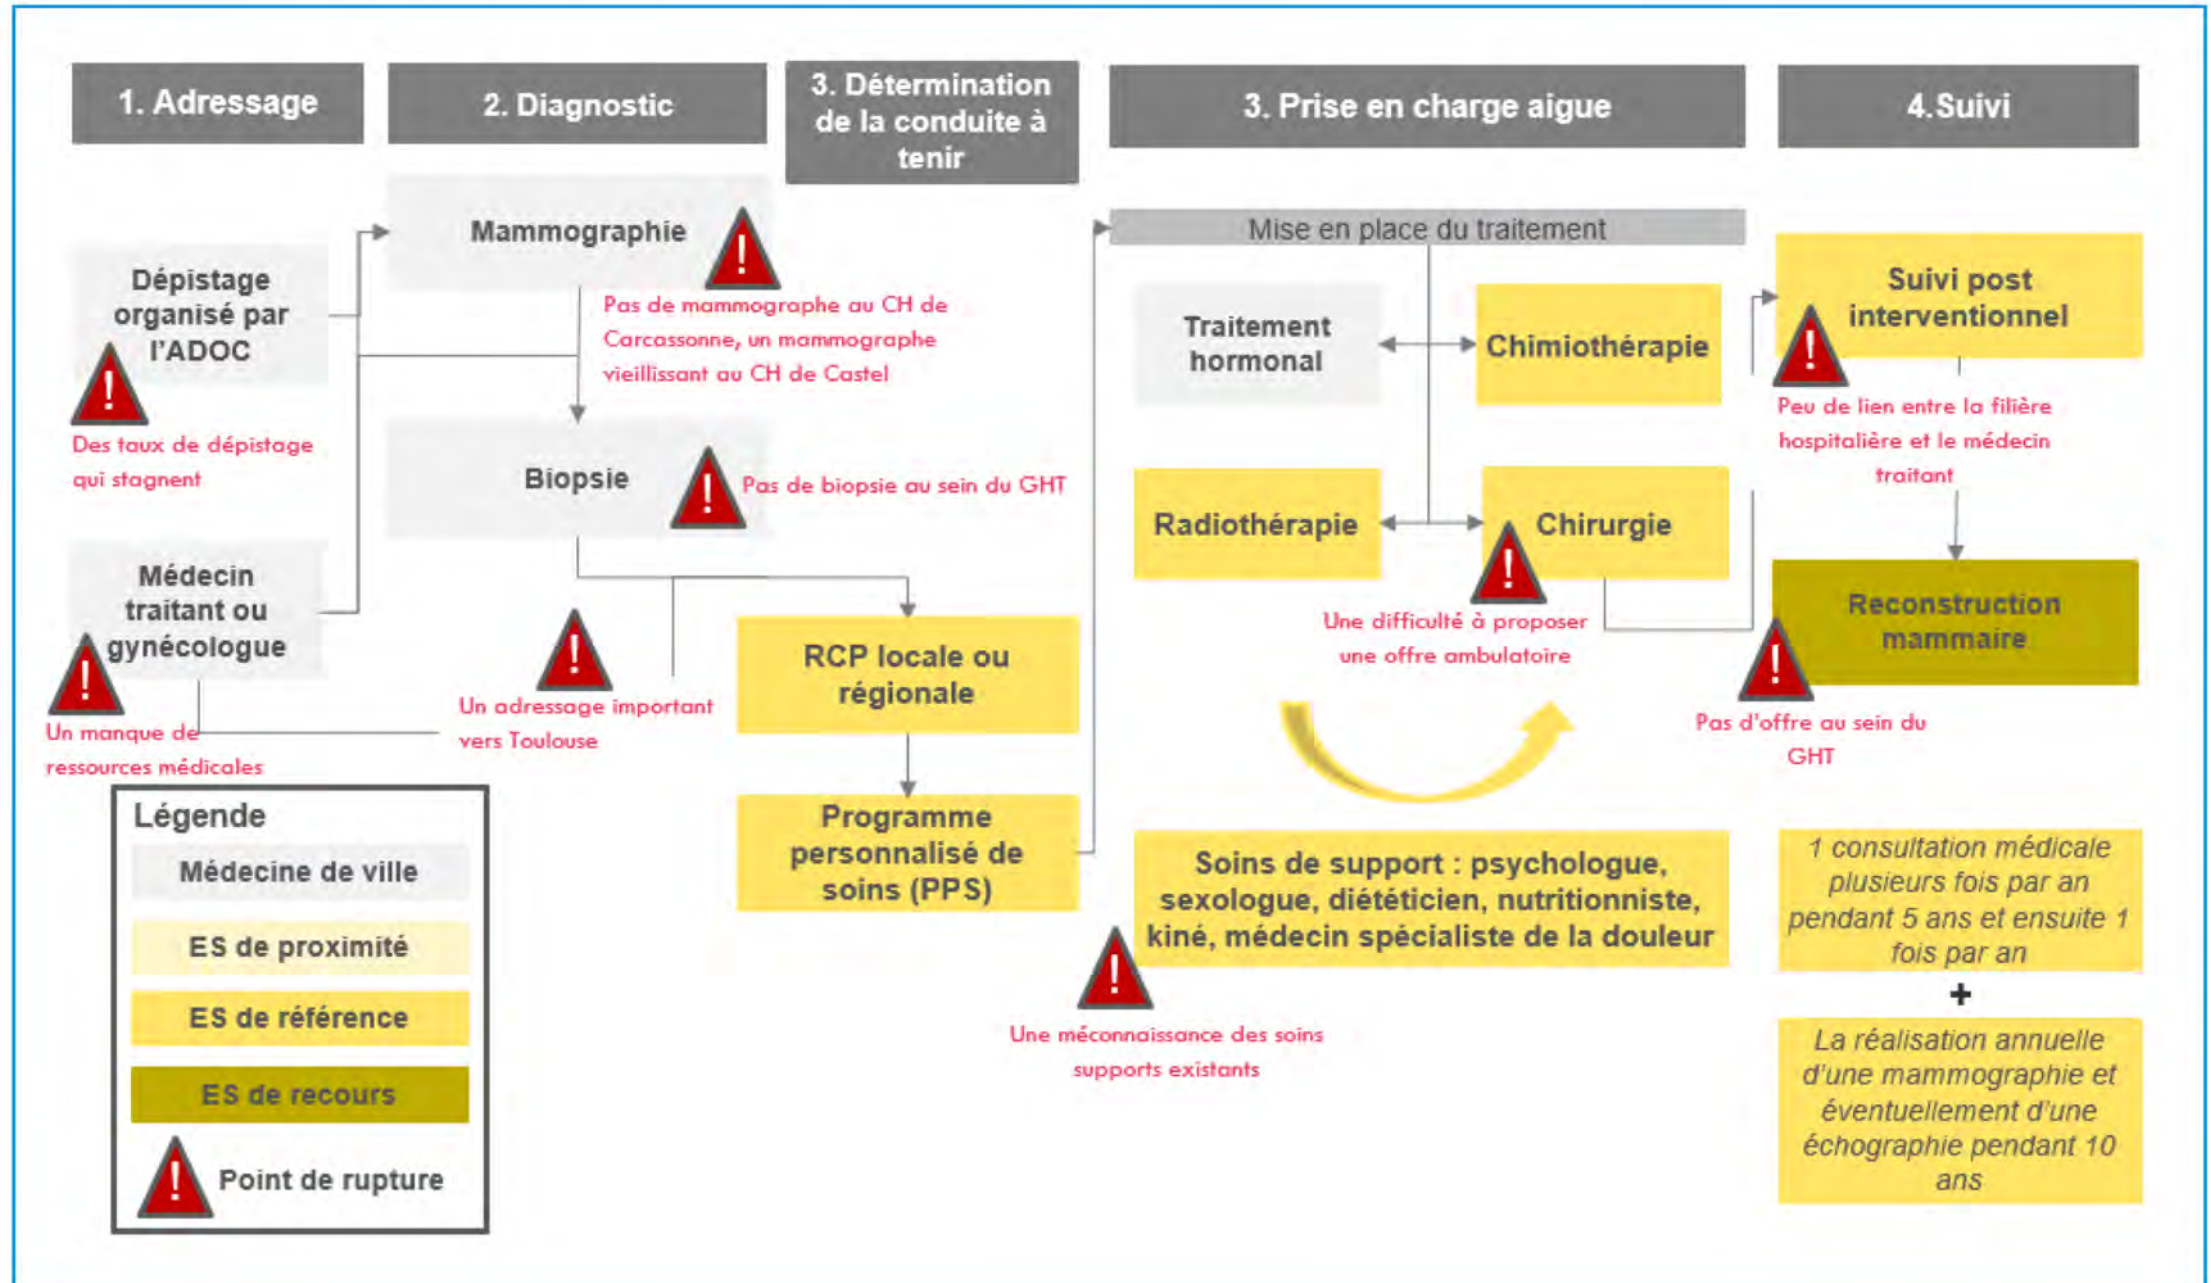 1. Adressage
2. Diagnostic
3. Détermination
de la conduite à
tenir
3. Prise en charge aigue
4.Suivi
Dépistage
organisé par
l'ADOC
!
Des taux de dépistage
qui stagnent
Médecin
traitant ou
gynécologue
!
Un manque de
ressources médicales
Mammographie
!
Pas de mammographe au CH de
Carcassonne, un mammographe
vieillissant au CH de Castel
Biopsie
!
Pas de biopsie au sein du GHT
!
Un adressage important
vers Toulouse
RCP locale ou
régionale
Programme
personnalisé de
soins (PPS)
Mise en place du traitement
Traitement
hormonal
Chimiothérapie
Radiothérapie
Chirurgie
!
Une difficulté à proposer
une offre ambulatoire
Soins de support : psychologue,
sexologue, diététicien, nutritionniste,
kiné, médecin spécialiste de la douleur
!
Une méconnaissance des soins
supports existants
Suivi post
interventionnel
!
Peu de lien entre la filière
hospitalière et le médecin
traitant
Reconstruction
mammaire
!
Pas d'offre au sein du
GHT
1 consultation médicale
plusieurs fois par an
pendant 5 ans et ensuite 1
fois par an
+
La réalisation annuelle
d'une mammographie et
éventuellement d'une
échographie pendant 10
ans
Légende
Médecine de ville
ES de proximité
ES de référence
ES de recours
!
Point de rupture